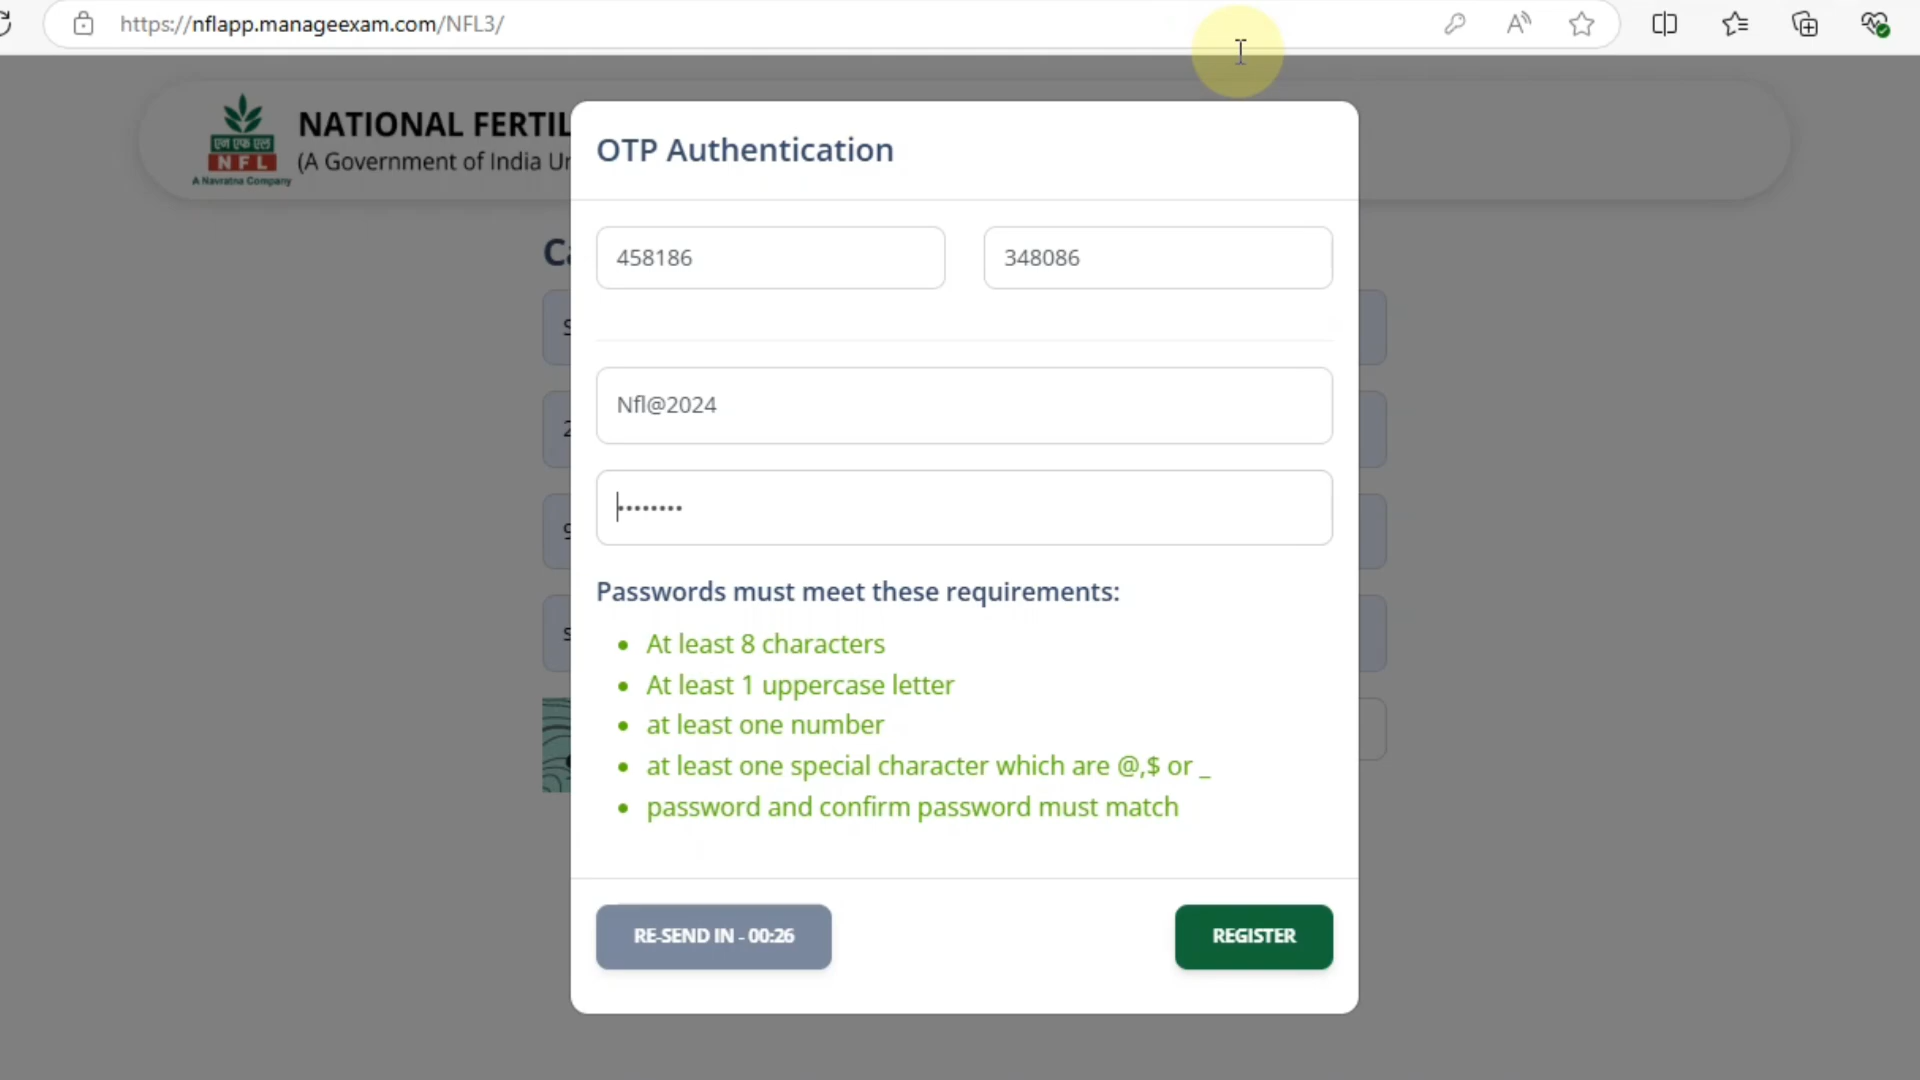 https://nflapp.manageexam.com/NFL3/
एन एफ एल
NFL
A Navratna Company
NATIONAL FERTIL
(A Government of India Un
OTP Authentication
458186
348086
Nfl@2024
••••••••
Passwords must meet these requirements:
At least 8 characters
At least 1 uppercase letter
at least one number
at least one special character which are @,$ or _
password and confirm password must match
RE-SEND IN - 00:26
REGISTER